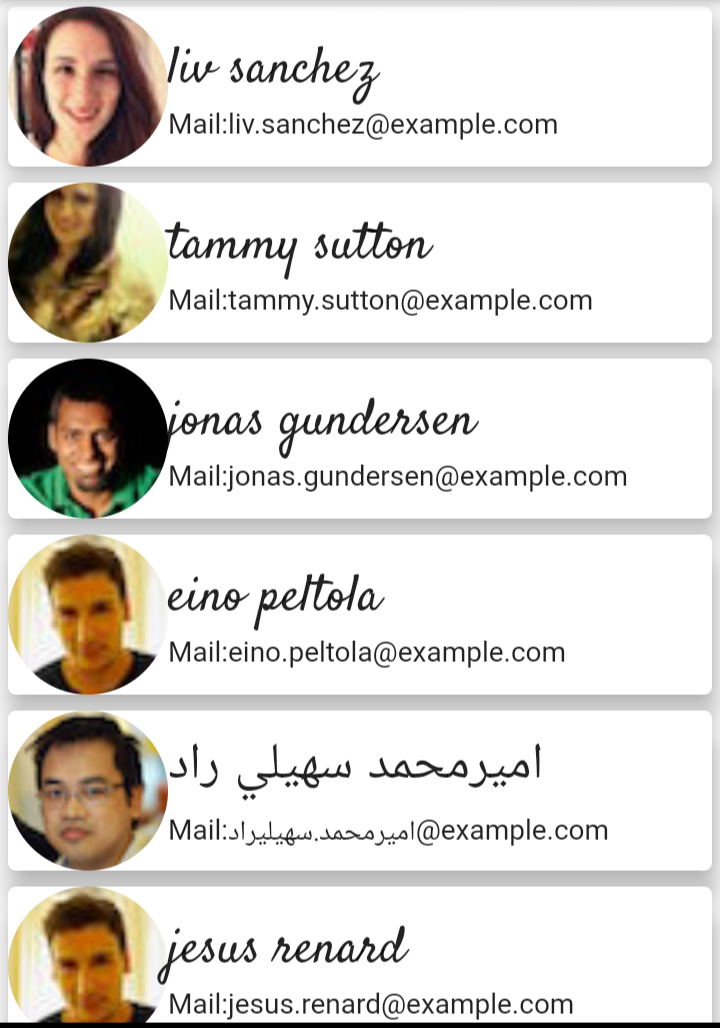 liv sanchez
Mail:liv.sanchez@example.com
tammy sutton
Mail:tammy.sutton@example.com
jonas gundersen
Mail:jonas.gundersen@example.com
eino peltola
Mail:eino.peltola@example.com
اميرمحمد سهيلي راد
Mail:اميرمحمد.سهيليراد@example.com
jesus renard
Mail:jesus.renard@example.com